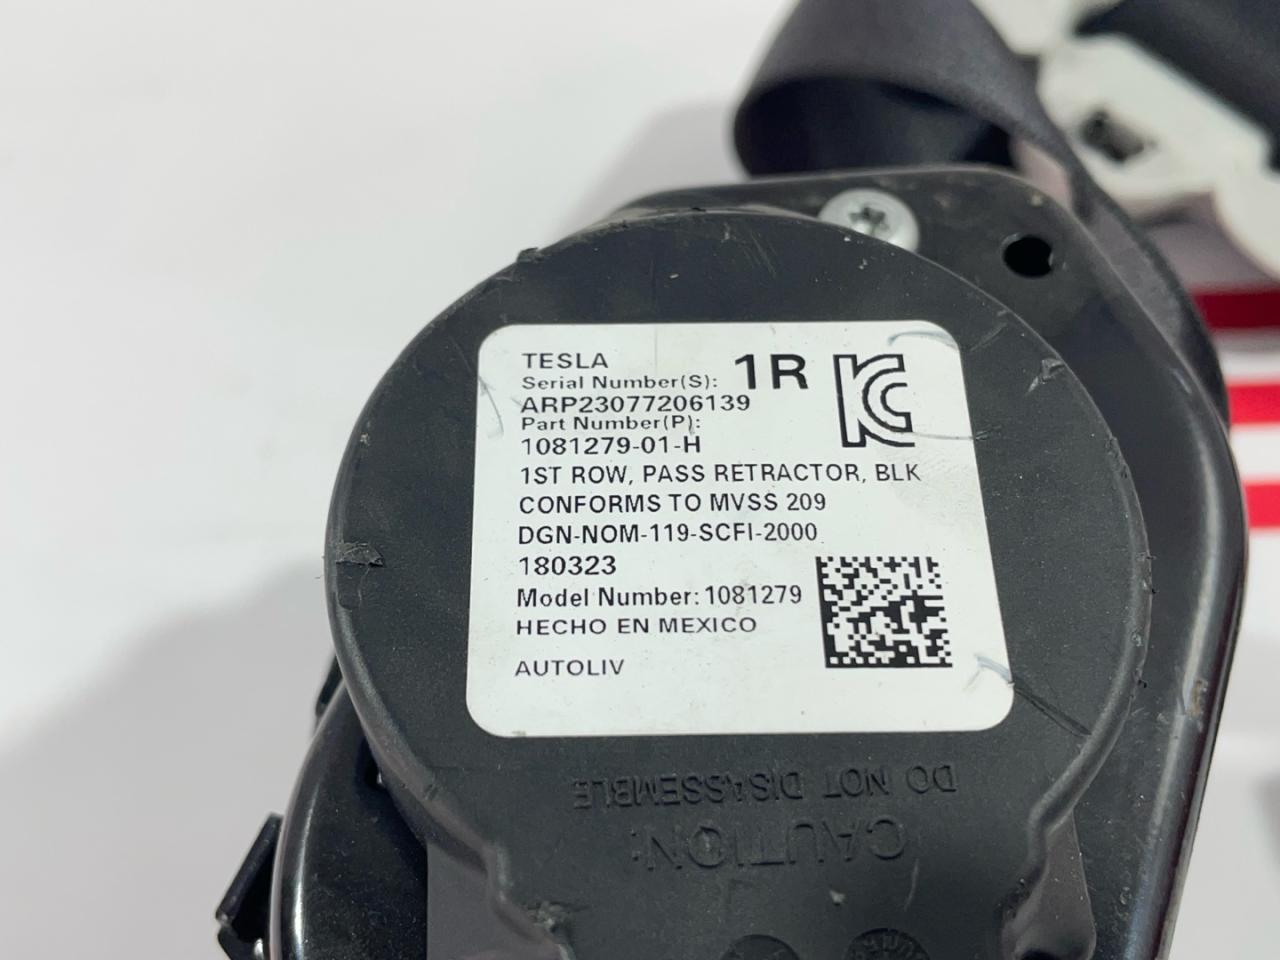 TESLA
Serial Number(S):
1R
ARP23077206139
Part Number(P):
1081279-01-H
1ST ROW, PASS RETRACTOR, BLK
CONFORMS TO MVSS 209
DGN-NOM-119-SCFI-2000
180323
Model Number: 1081279
HECHO EN MEXICO
AUTOLIV
CAUTION:
DO NOT DISASSEMBLE